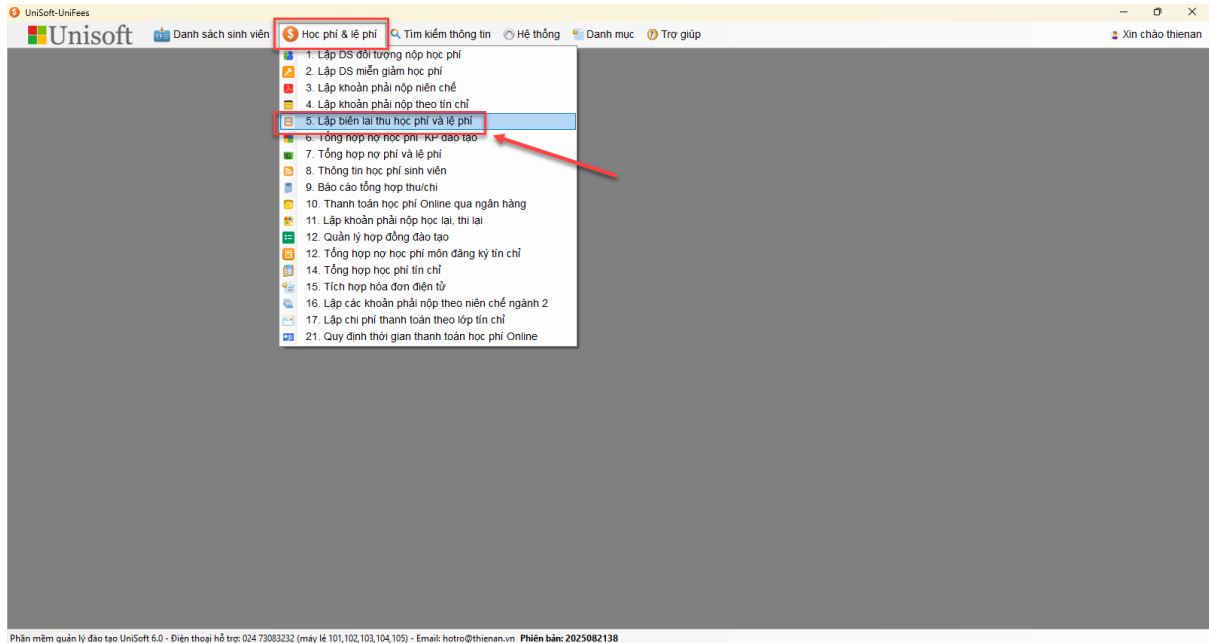 UniSoft-UniFees
Unisoft Danh sách sinh viên Học phí & lệ phí Tìm kiếm thông tin Hệ thống Danh mục Trợ giúp Xin chào thienan
1. Lập DS đối tượng nộp học phí
2. Lập DS miễn giảm học phí
3. Lập khoản phải nộp niên chế
4. Lập khoản phải nộp theo tín chỉ
5. Lập biên lai thu học phí và lệ phí
6. Tổng hợp nợ học phí KP đào tạo
7. Tổng hợp nợ phí và lệ phí
8. Thông tin học phí sinh viên
9. Báo cáo tổng hợp thu/chi
10. Thanh toán học phí Online qua ngân hàng
11. Lập khoản phải nộp học lại, thi lại
12. Quản lý hợp đồng đào tạo
12. Tổng hợp nợ học phí môn đăng ký tín chỉ
14. Tổng hợp học phí tín chỉ
15. Tích hợp hóa đơn điện tử
16. Lập các khoản phải nộp theo niên chế ngành 2
17. Lập chi phí thanh toán theo lớp tín chỉ
21. Quy định thời gian thanh toán học phí Online
Phần mềm quản lý đào tạo UniSoft 6.0 - Điện thoại hỗ trợ: 024 73083232 (máy lẻ 101,102,103,104,105) - Email: hotro@thienan.vn Phiên bản: 2025082138